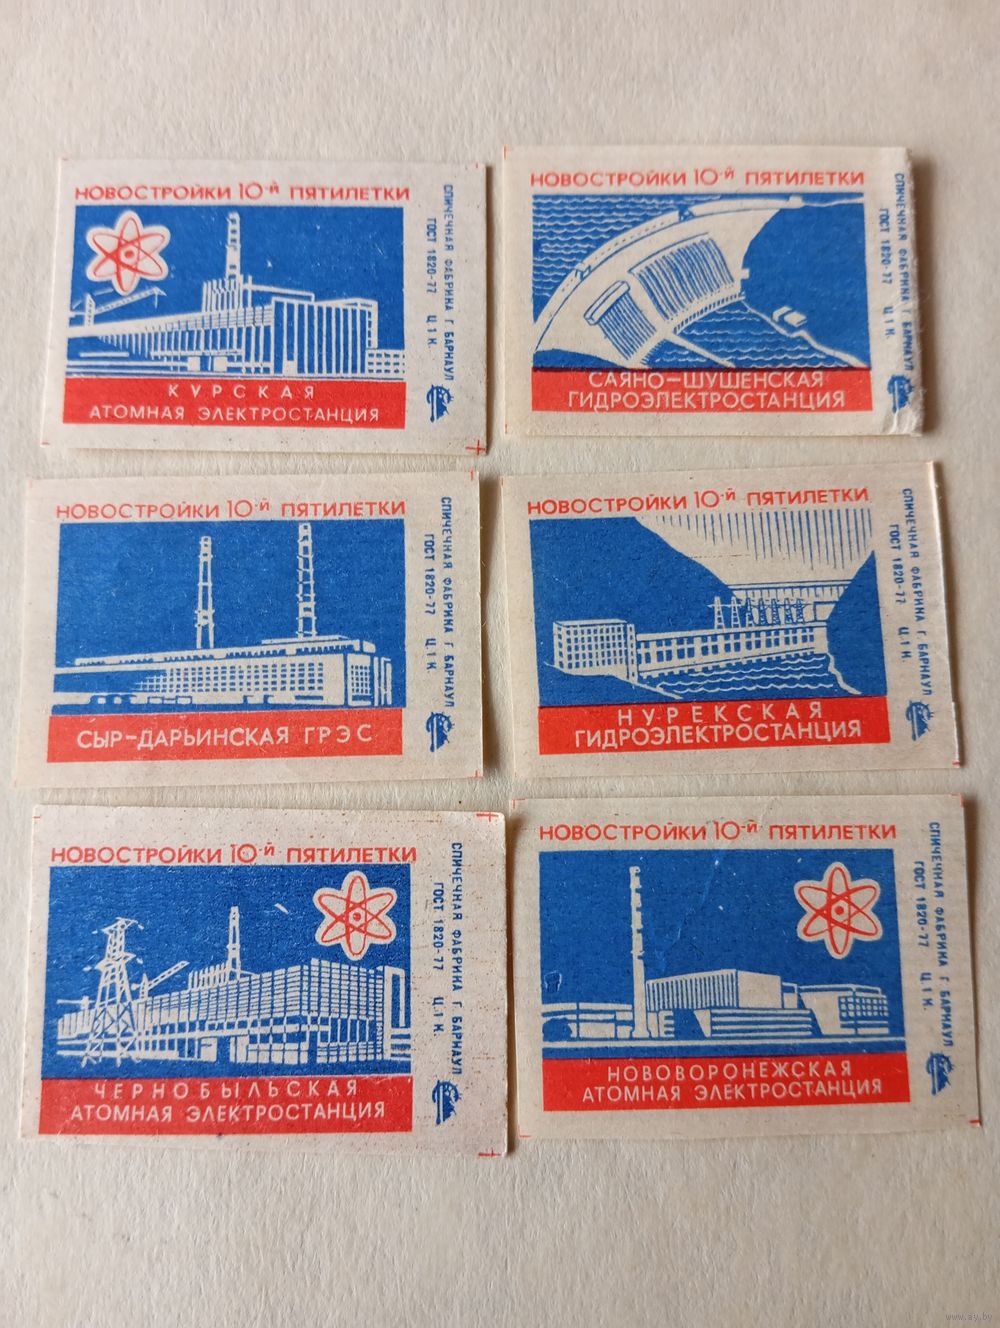 НОВОСТРОЙКИ 10-й ПЯТИЛЕТКИ
КУРСКАЯ
АТОМНАЯ ЭЛЕКТРОСТАНЦИЯ
СПИЧЕЧНАЯ ФАБРИКА Г. БАРНАУЛ
ГОСТ 1820-77 Ц. 1 К.
НОВОСТРОЙКИ 10-й ПЯТИЛЕТКИ
САЯНО-ШУШЕНСКАЯ
ГИДРОЭЛЕКТРОСТАНЦИЯ
СПИЧЕЧНАЯ ФАБРИКА Г. БАРНАУЛ
ГОСТ 1820-77 Ц. 1 К.
НОВОСТРОЙКИ 10-й ПЯТИЛЕТКИ
СЫР-ДАРЬИНСКАЯ ГРЭС
СПИЧЕЧНАЯ ФАБРИКА Г. БАРНАУЛ
ГОСТ 1820-77 Ц. 1 К.
НОВОСТРОЙКИ 10-й ПЯТИЛЕТКИ
НУРЕКСКАЯ
ГИДРОЭЛЕКТРОСТАНЦИЯ
СПИЧЕЧНАЯ ФАБРИКА Г. БАРНАУЛ
ГОСТ 1820-77 Ц. 1 К.
НОВОСТРОЙКИ 10-й ПЯТИЛЕТКИ
ЧЕРНОБЫЛЬСКАЯ
АТОМНАЯ ЭЛЕКТРОСТАНЦИЯ
СПИЧЕЧНАЯ ФАБРИКА Г. БАРНАУЛ
ГОСТ 1820-77 Ц. 1 К.
НОВОСТРОЙКИ 10-й ПЯТИЛЕТКИ
НОВОВОРОНЕЖСКАЯ
АТОМНАЯ ЭЛЕКТРОСТАНЦИЯ
СПИЧЕЧНАЯ ФАБРИКА Г. БАРНАУЛ
ГОСТ 1820-77 Ц. 1 К.
www.ay.by